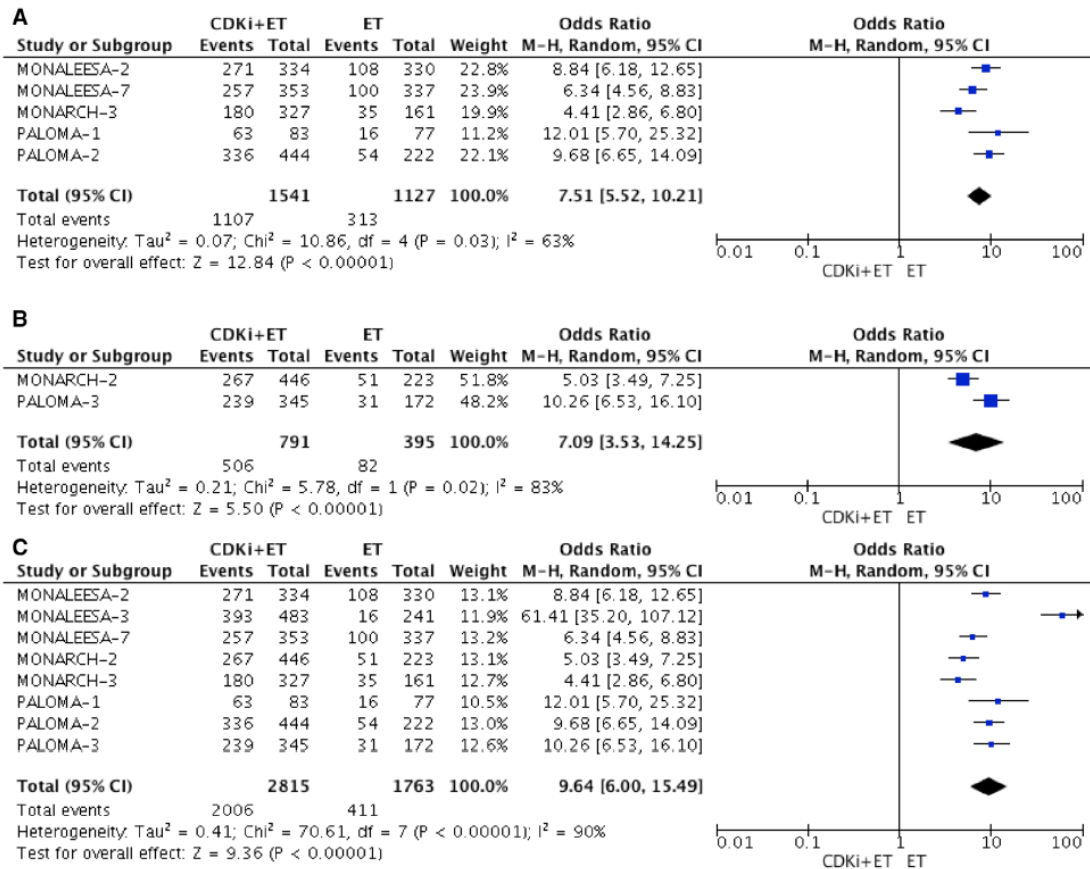 A
CDKi+ET ET Odds Ratio Odds Ratio
Study or Subgroup Events Total Events Total Weight M-H, Random, 95% CI M-H, Random, 95% CI
MONALEESA-2 271 334 108 330 22.8% 8.84 [6.18, 12.65]
MONALEESA-7 257 353 100 337 23.9% 6.34 [4.56, 8.83]
MONARCH-3 180 327 35 161 19.9% 4.41 [2.86, 6.80]
PALOMA-1 63 83 16 77 11.2% 12.01 [5.70, 25.32]
PALOMA-2 336 444 54 222 22.1% 9.68 [6.65, 14.09]
Total (95% CI) 1541 1127 100.0% 7.51 [5.52, 10.21]
Total events 1107 313
Heterogeneity: Tau² = 0.07; Chi² = 10.86, df = 4 (P = 0.03); I² = 63%
Test for overall effect: Z = 12.84 (P < 0.00001)
0.01 0.1 1 10 100
CDKi+ET ET
B
CDKi+ET ET Odds Ratio Odds Ratio
Study or Subgroup Events Total Events Total Weight M-H, Random, 95% CI M-H, Random, 95% CI
MONARCH-2 267 446 51 223 51.8% 5.03 [3.49, 7.25]
PALOMA-3 239 345 31 172 48.2% 10.26 [6.53, 16.10]
Total (95% CI) 791 395 100.0% 7.09 [3.53, 14.25]
Total events 506 82
Heterogeneity: Tau² = 0.21; Chi² = 5.78, df = 1 (P = 0.02); I² = 83%
Test for overall effect: Z = 5.50 (P < 0.00001)
0.01 0.1 1 10 100
CDKi+ET ET
C
CDKi+ET ET Odds Ratio Odds Ratio
Study or Subgroup Events Total Events Total Weight M-H, Random, 95% CI M-H, Random, 95% CI
MONALEESA-2 271 334 108 330 13.1% 8.84 [6.18, 12.65]
MONALEESA-3 393 483 16 241 11.9% 61.41 [35.20, 107.12]
MONALEESA-7 257 353 100 337 13.2% 6.34 [4.56, 8.83]
MONARCH-2 267 446 51 223 13.1% 5.03 [3.49, 7.25]
MONARCH-3 180 327 35 161 12.7% 4.41 [2.86, 6.80]
PALOMA-1 63 83 16 77 10.5% 12.01 [5.70, 25.32]
PALOMA-2 336 444 54 222 13.0% 9.68 [6.65, 14.09]
PALOMA-3 239 345 31 172 12.6% 10.26 [6.53, 16.10]
Total (95% CI) 2815 1763 100.0% 9.64 [6.00, 15.49]
Total events 2006 411
Heterogeneity: Tau² = 0.41; Chi² = 70.61, df = 7 (P < 0.00001); I² = 90%
Test for overall effect: Z = 9.36 (P < 0.00001)
0.01 0.1 1 10 100
CDKi+ET ET